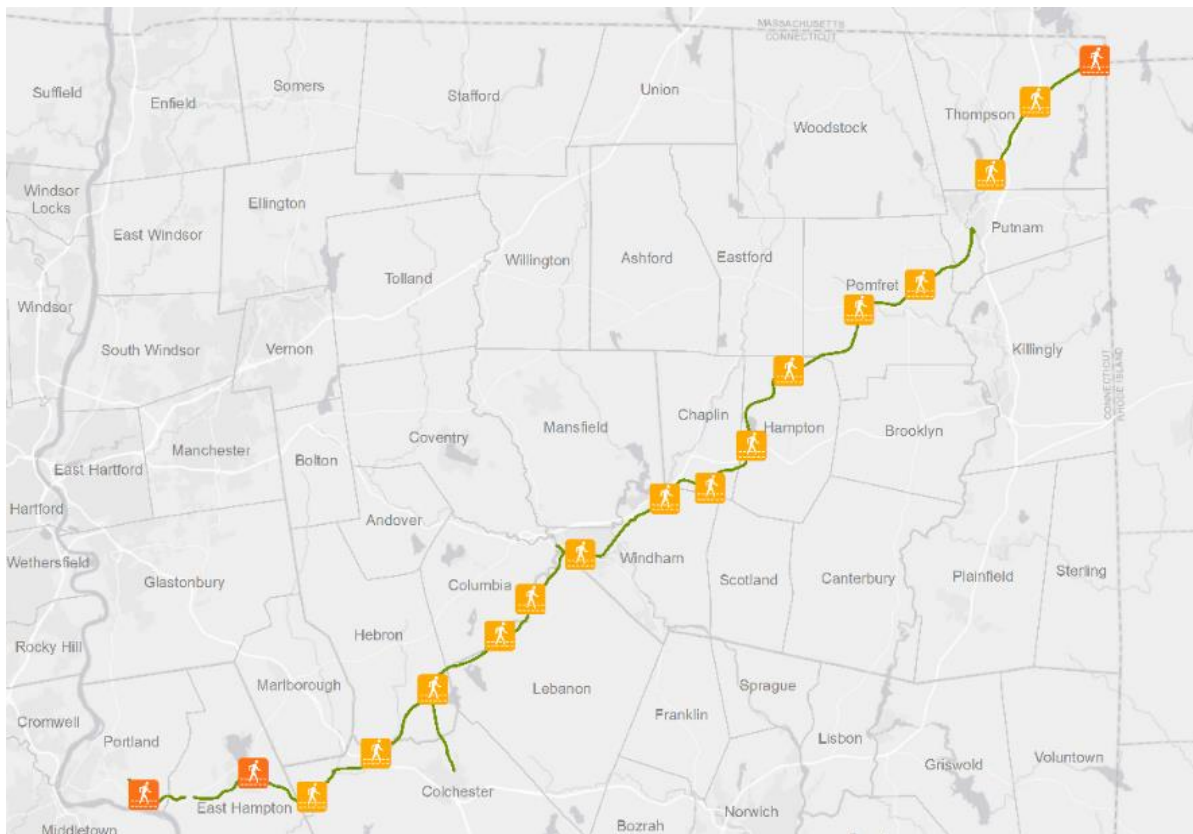 MASSACHUSETTS
CONNECTICUT
Suffield
Enfield
Somers
Stafford
Union
Woodstock
Thompson
Windsor
Locks
East Windsor
Ellington
Tolland
Willington
Ashford
Eastford
Putnam
Pomfret
Windsor
South Windsor
Vernon
Killingly
CONNECTICUT
RHODE ISLAND
East Hartford
Manchester
Bolton
Coventry
Mansfield
Chaplin
Hampton
Brooklyn
Hartford
Andover
Wethersfield
Glastonbury
Columbia
Windham
Scotland
Canterbury
Plainfield
Sterling
Rocky Hill
Hebron
Marlborough
Lebanon
Sprague
Franklin
Cromwell
Portland
Lisbon
Griswold
Voluntown
East Hampton
Colchester
Norwich
Middletown
Bozrah